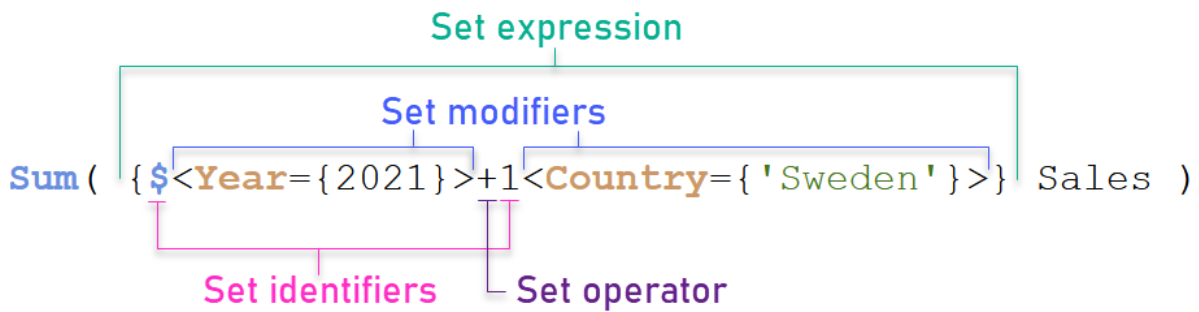 Set expression
Set modifiers
Sum( {$<Year={2021}>+1<Country={'Sweden'}>} Sales )
Set identifiers
Set operator